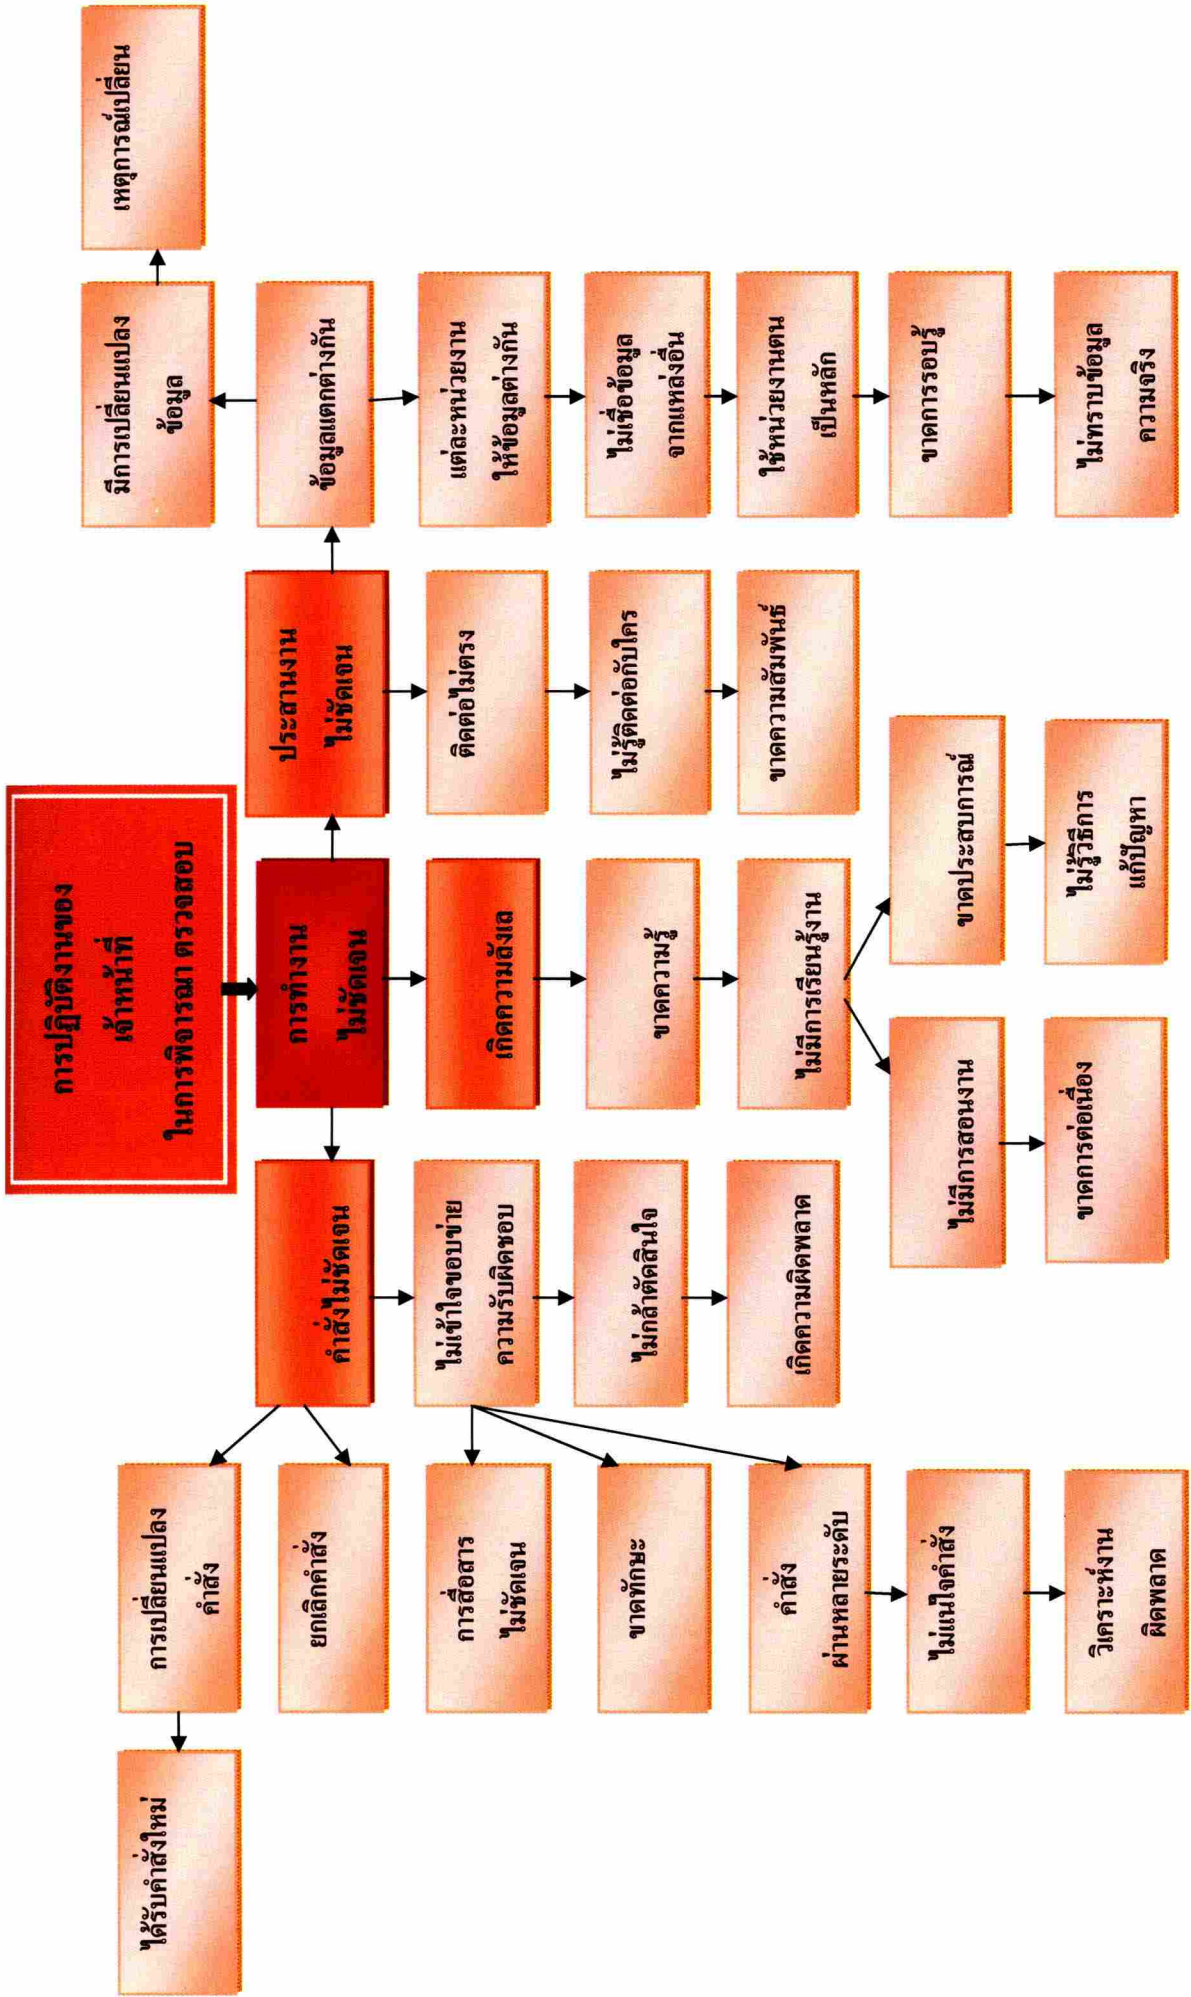 การปฏิบัติงานของ
เจ้าหน้าที่
ในการพิจารณา ตรวจสอบ
การทำงาน
ไม่ชัดเจน
คำสั่งไม่ชัดเจน
เกิดความลังเล
ประสานงาน
ไม่ชัดเจน
ได้รับคำสั่งใหม่
การเปลี่ยนแปลง
คำสั่ง
ยกเลิกคำสั่ง
การสื่อสาร
ไม่ชัดเจน
ขาดทักษะ
คำสั่ง
ผ่านหลายระดับ
ไม่แน่ใจคำสั่ง
วิเคราะห์งาน
ผิดพลาด
ไม่เข้าใจขอบข่าย
ความรับผิดชอบ
ไม่กล้าตัดสินใจ
เกิดความผิดพลาด
ขาดความรู้
ไม่มีการเรียนรู้งาน
ไม่มีการสอนงาน
ขาดการต่อเนื่อง
ขาดประสบการณ์
ไม่รู้วิธีการ
แก้ปัญหา
ติดต่อไม่ตรง
ไม่รู้ติดต่อกับใคร
ขาดความสัมพันธ์
มีการเปลี่ยนแปลง
ข้อมูล
เหตุการณ์เปลี่ยน
ข้อมูลแตกต่างกัน
แต่ละหน่วยงาน
ให้ข้อมูลต่างกัน
ไม่เชื่อข้อมูล
จากแหล่งอื่น
ใช้หน่วยงานตน
เป็นหลัก
ขาดการรอบรู้
ไม่ทราบข้อมูล
ความจริง